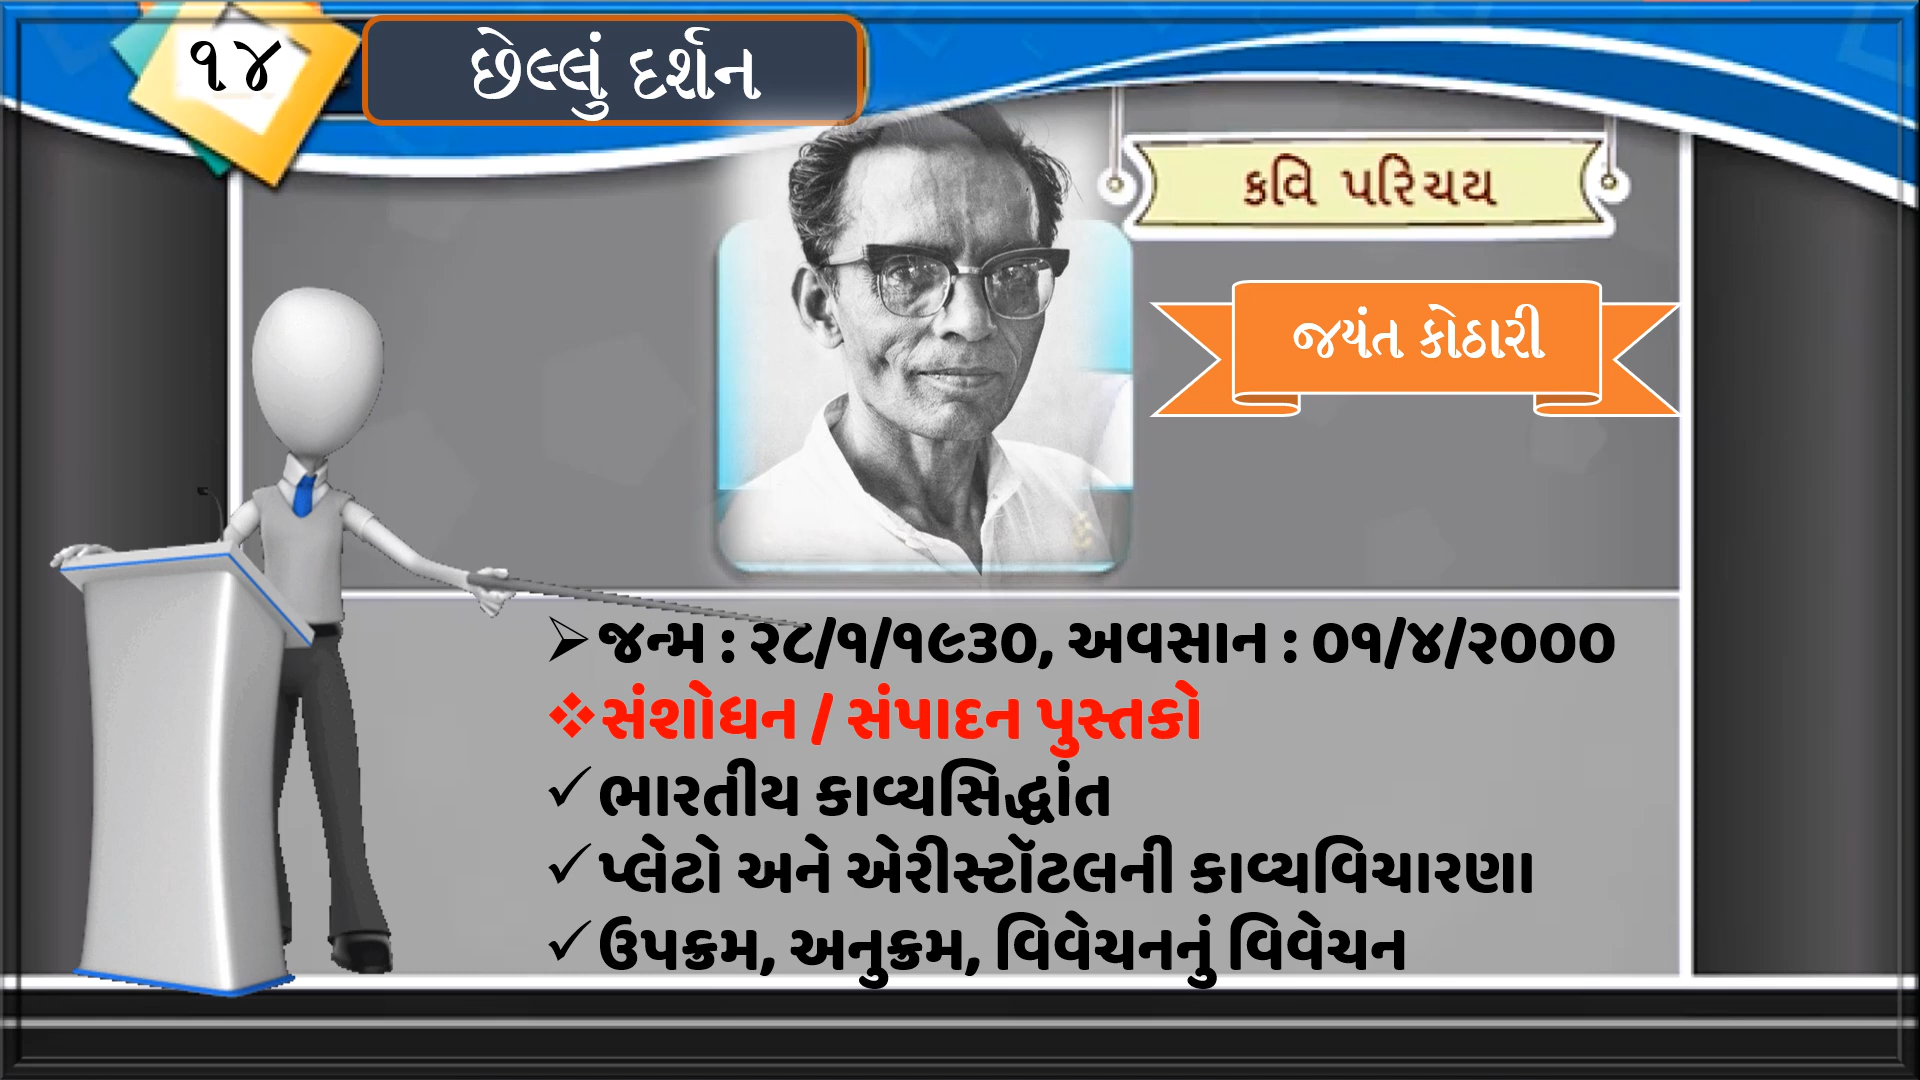 ૧૪
છેલ્લું દર્શન
કવિ પરિચય
જયંત કોઠારી
જન્મ : ૨૮/૧/૧૯૩૦, અવસાન : ૦૧/૪/૨૦૦૦
સંશોધન / સંપાદન પુસ્તકો
ભારતીય કાવ્યસિદ્ધાંત
પ્લેટો અને એરીસ્ટૉટલની કાવ્યવિચારણા
ઉપક્રમ, અનુક્રમ, વિવેચનનું વિવેચન